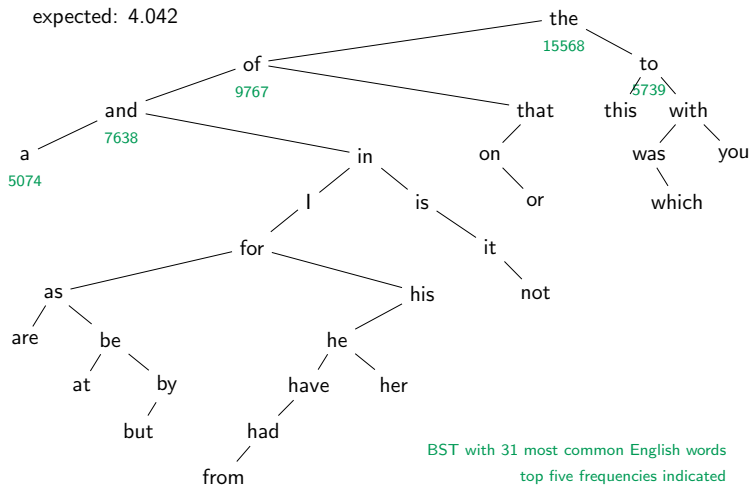 expected: 4.042
the
15568
of
to
9767
5739
and
that
this
with
7638
a
in
on
was
you
5074
I
is
or
which
for
it
as
his
not
are
be
he
at
by
have
her
but
had
from
BST with 31 most common English words
top five frequencies indicated